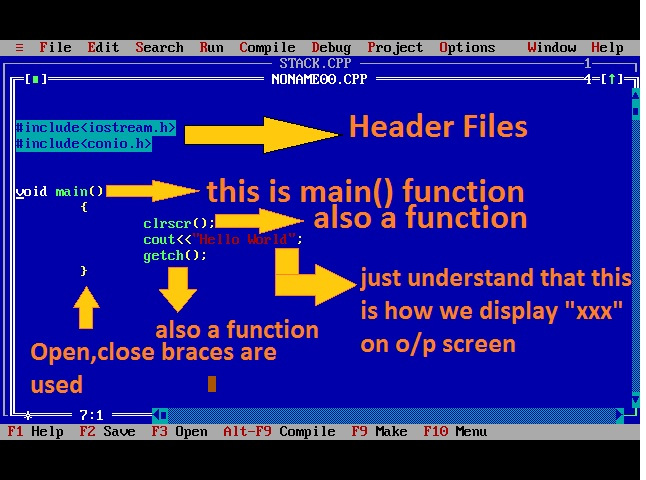 ≡ File Edit Search Run Compile Debug Project Options Window Help
STACK.CPP 1
[■] NONAME00.CPP 4=[↑]
#include<iostream.h>
#include<conio.h>
Header Files
void main()
this is main() function
{
clrscr();
also a function
cout<<"Hello World";
getch();
}
just understand that this
is how we display "xxx"
on o/p screen
also a function
Open,close braces are
used
* 7:1
F1 Help F2 Save F3 Open Alt-F9 Compile F9 Make F10 Menu